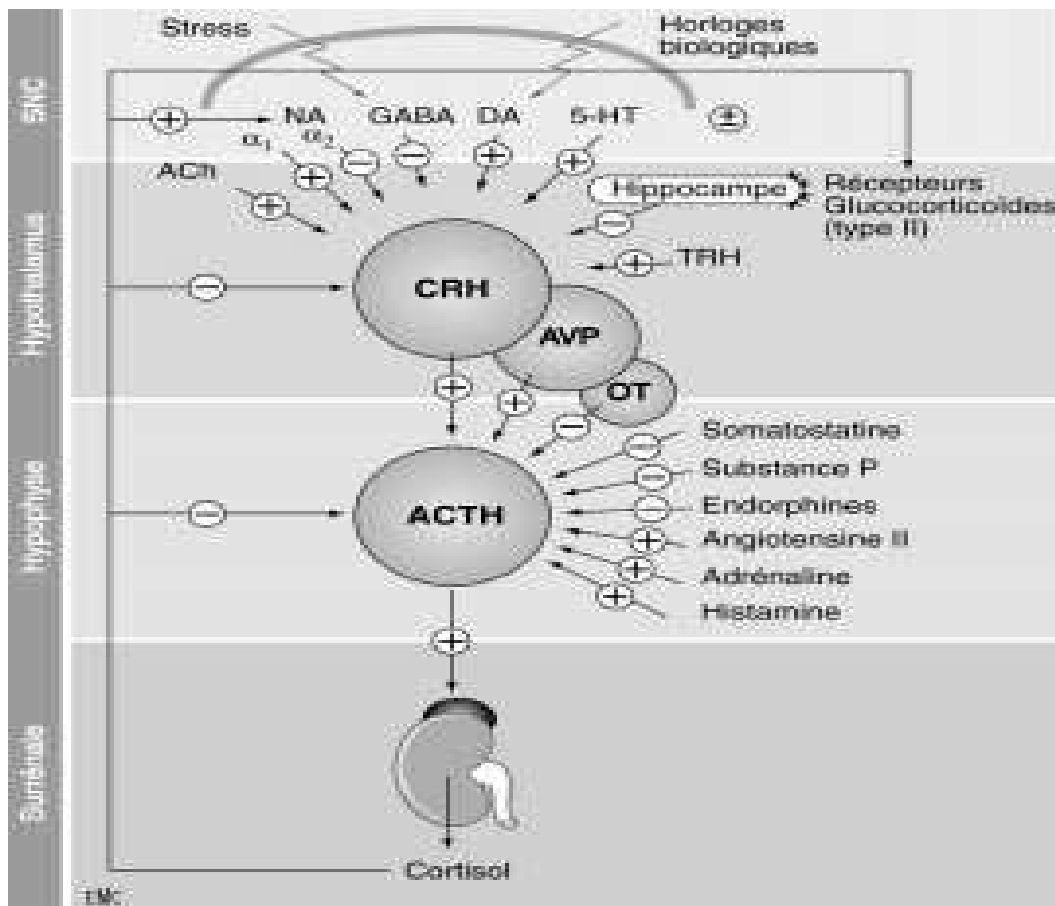 Stress
Horloges
biologiques
SNC
NA
GABA
DA
5-HT
±
+
α1
α2
−
−
+
+
ACh
+
+
Hippocampe
Récepteurs
Glucocorticoïdes
(type II)
−
+
TRH
Hypothalamus
−
CRH
AVP
+
+
OT
−
Somatostatine
−
Substance P
−
Endorphines
−
Hypophyse
−
ACTH
Angiotensine II
+
Adrénaline
+
Histamine
+
+
Surrénale
Cortisol
EMC